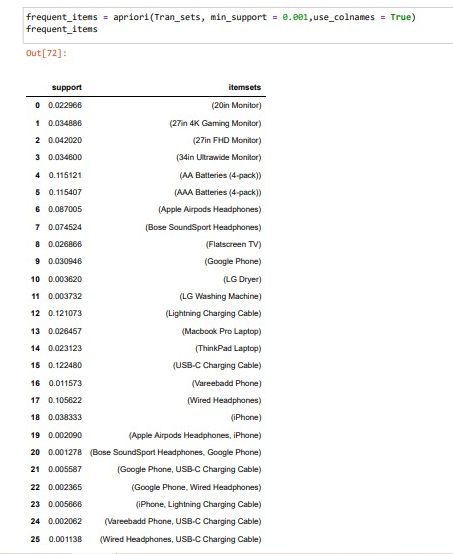 frequent_items = apriori(Tran_sets, min_support = 0.001,use_colnames = True)
frequent_items
Out[72]:
support itemsets
0 0.022966 (20in Monitor)
1 0.034886 (27in 4K Gaming Monitor)
2 0.042020 (27in FHD Monitor)
3 0.034600 (34in Ultrawide Monitor)
4 0.115121 (AA Batteries (4-pack))
5 0.115407 (AAA Batteries (4-pack))
6 0.087005 (Apple Airpods Headphones)
7 0.074524 (Bose SoundSport Headphones)
8 0.026866 (Flatscreen TV)
9 0.030946 (Google Phone)
10 0.003620 (LG Dryer)
11 0.003732 (LG Washing Machine)
12 0.121073 (Lightning Charging Cable)
13 0.026457 (Macbook Pro Laptop)
14 0.023123 (ThinkPad Laptop)
15 0.122480 (USB-C Charging Cable)
16 0.011573 (Vareebadd Phone)
17 0.105622 (Wired Headphones)
18 0.038333 (iPhone)
19 0.002090 (Apple Airpods Headphones, iPhone)
20 0.001278 (Bose SoundSport Headphones, Google Phone)
21 0.005587 (Google Phone, USB-C Charging Cable)
22 0.002365 (Google Phone, Wired Headphones)
23 0.005666 (iPhone, Lightning Charging Cable)
24 0.002062 (Vareebadd Phone, USB-C Charging Cable)
25 0.001138 (Wired Headphones, USB-C Charging Cable)